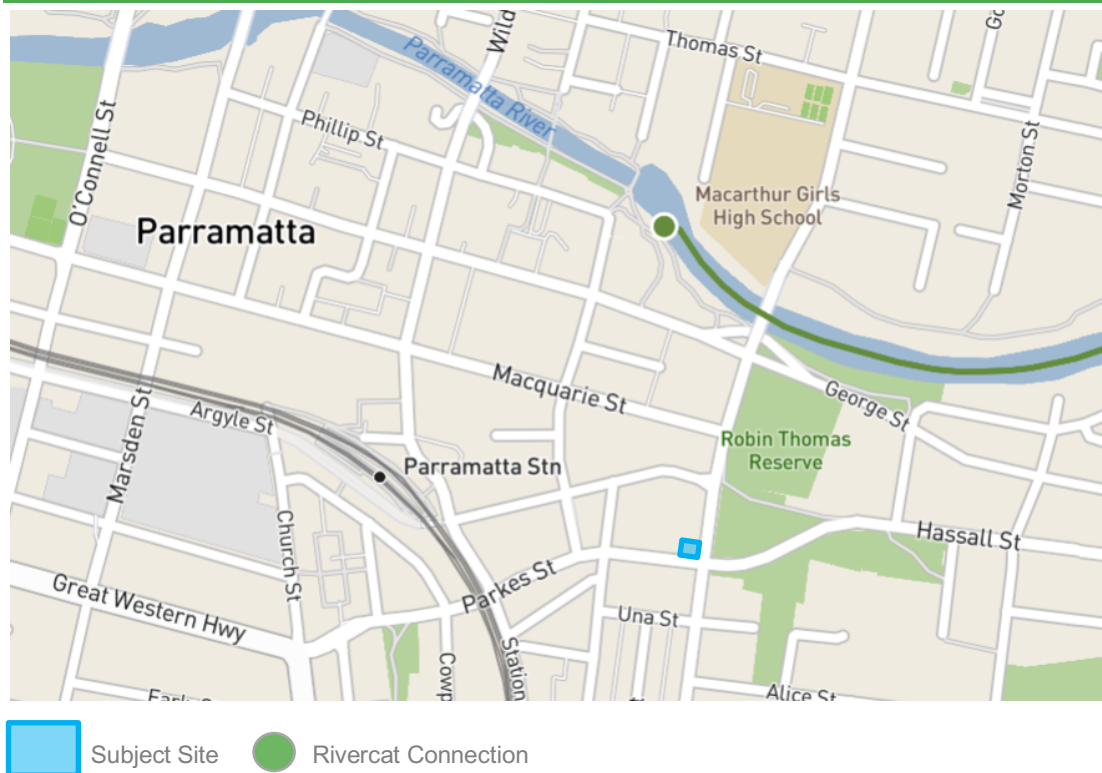 Thomas St
Wild
Parramatta River
Phillip St
O'Connell St
Morton St
Macarthur Girls
High School
Parramatta
Macquarie St
George St
Argyle St
Marsden St
Robin Thomas
Reserve
Parramatta Stn
Church St
Hassall St
Parkes St
Great Western Hwy
Una St
Station
Cowp
Alice St
Subject Site
Rivercat Connection